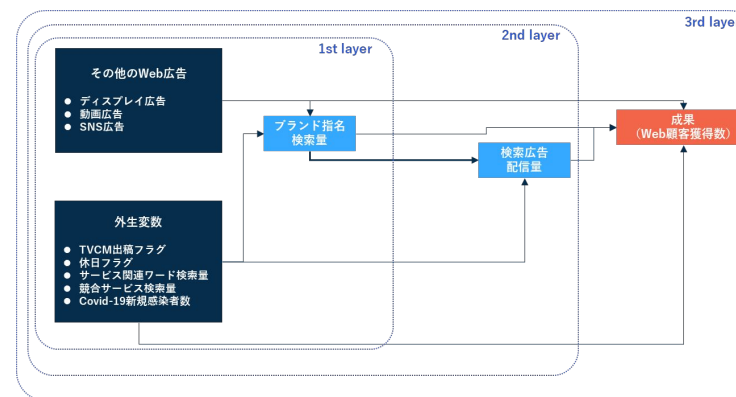 3rd laye
2nd layer
1st layer
その他のWeb広告
● ディスプレイ広告
● 動画広告
● SNS広告
ブランド指名
検索量
検索広告
配信量
成果
（Web顧客獲得数）
外生変数
● TVCM出稿フラグ
● 休日フラグ
● サービス関連ワード検索量
● 競合サービス検索量
● Covid-19新規感染者数